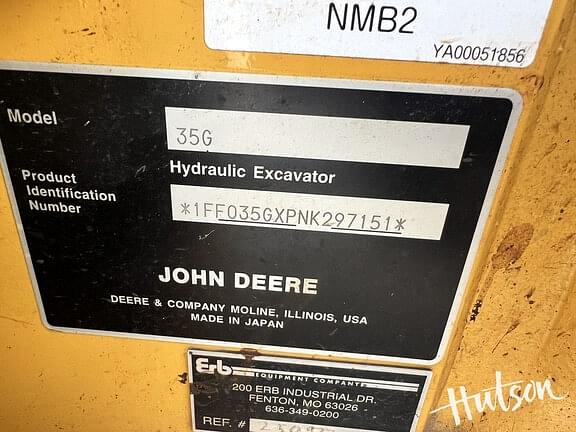 NMB2
YA00051856
Model
35G
Hydraulic Excavator
Product
Identification
Number
*1FF035GXPNK297151*
JOHN DEERE
DEERE & COMPANY MOLINE, ILLINOIS, USA
MADE IN JAPAN
Erb
EQUIPMENT COMPANY
200 ERB INDUSTRIAL DR.
FENTON, MO 63026
636-349-0200
REF. #
Hutson